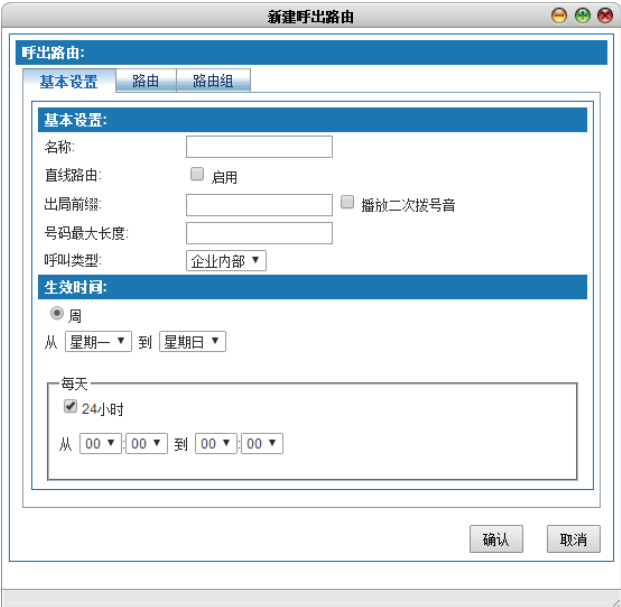 新建呼出路由
呼出路由:
基本设置 路由 路由组
基本设置:
名称:
直线路由: 启用
出局前缀: 播放二次拨号音
号码最大长度:
呼叫类型: 企业内部
生效时间:
周
从 星期一 到 星期日
每天
24小时
从 00 : 00 到 00 : 00
确认 取消